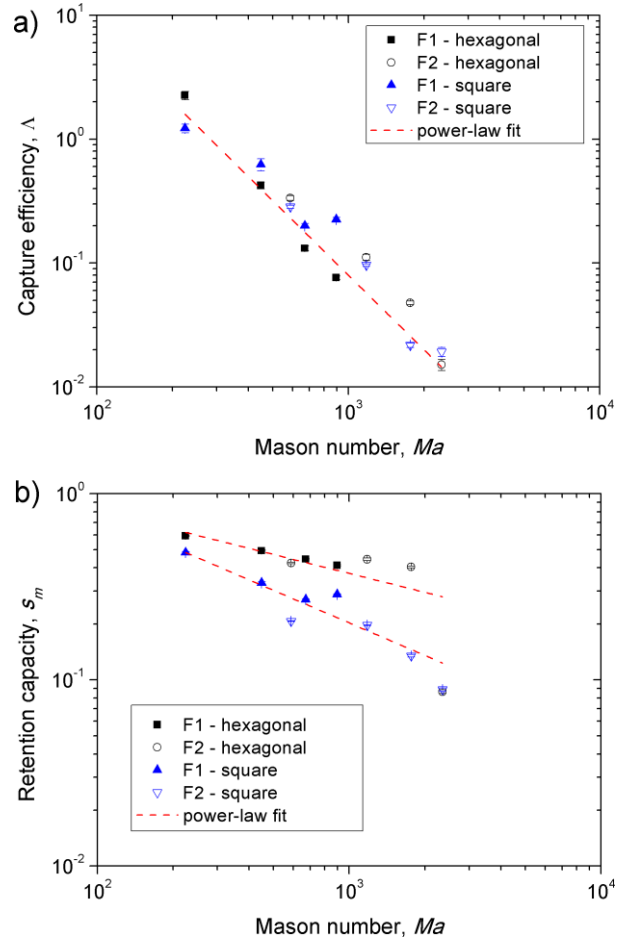 a)
10^1
10^0
10^-1
10^-2
Capture efficiency, Λ
F1 - hexagonal
F2 - hexagonal
F1 - square
F2 - square
power-law fit
10^2
10^3
10^4
Mason number, Ma
b)
10^0
10^-1
10^-2
Retention capacity, s_m
F1 - hexagonal
F2 - hexagonal
F1 - square
F2 - square
power-law fit
10^2
10^3
10^4
Mason number, Ma